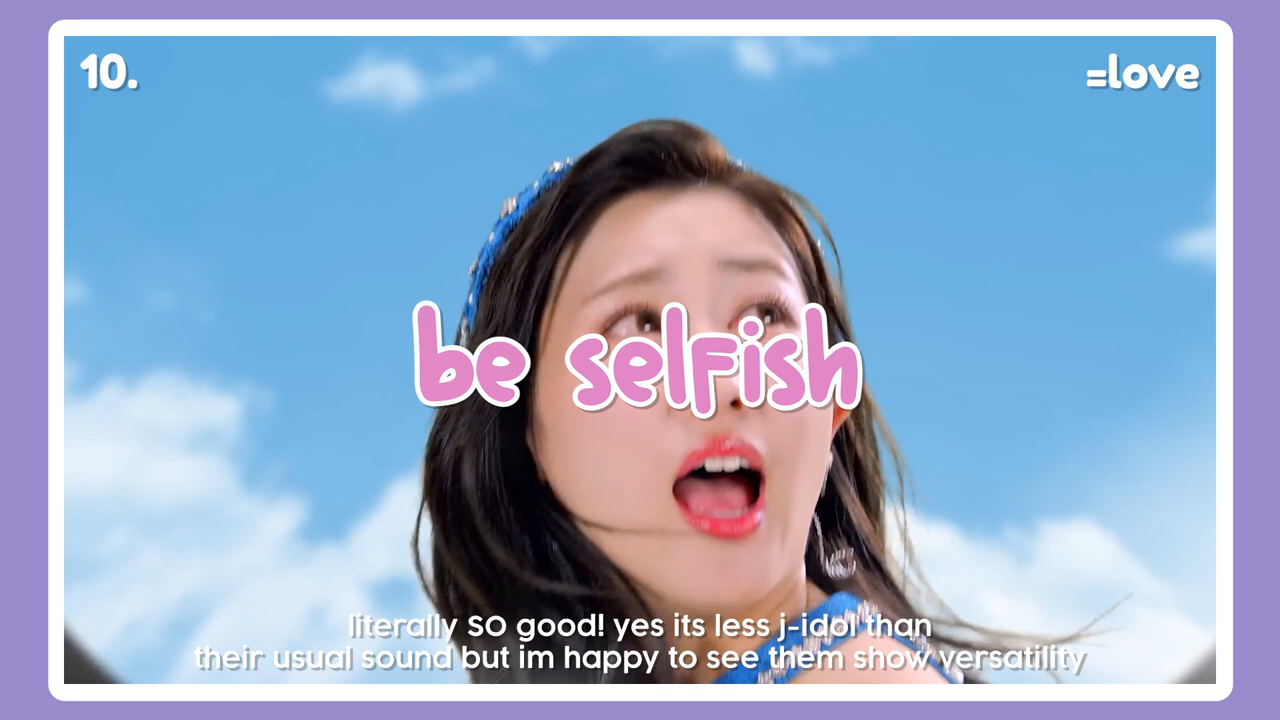 10.
=love
be selfish
literally SO good! yes its less j-idol than
their usual sound but im happy to see them show versatility